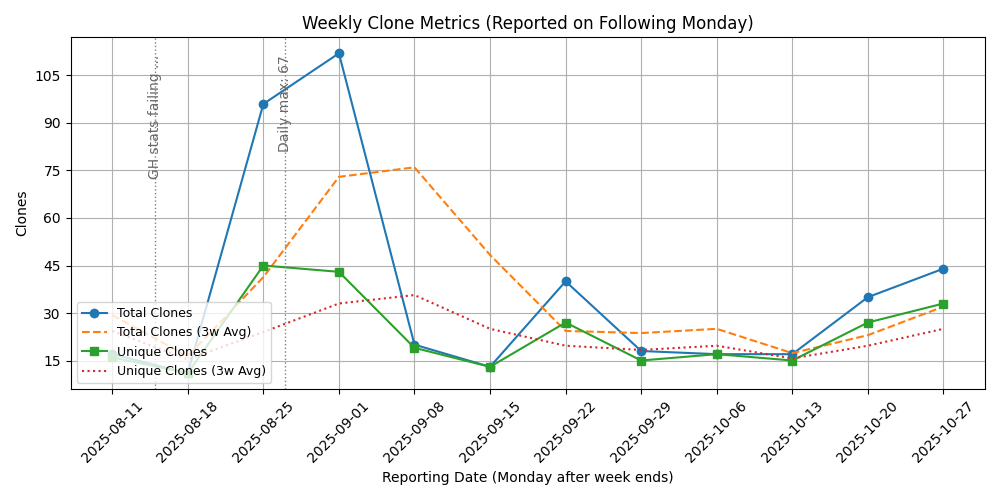 Weekly Clone Metrics (Reported on Following Monday)
Clones
105
90
75
60
45
30
15
GH stats failing ...
Daily max: 67
Total Clones
Total Clones (3w Avg)
Unique Clones
Unique Clones (3w Avg)
2025-08-11
2025-08-18
2025-08-25
2025-09-01
2025-09-08
2025-09-15
2025-09-22
2025-09-29
2025-10-06
2025-10-13
2025-10-20
2025-10-27
Reporting Date (Monday after week ends)